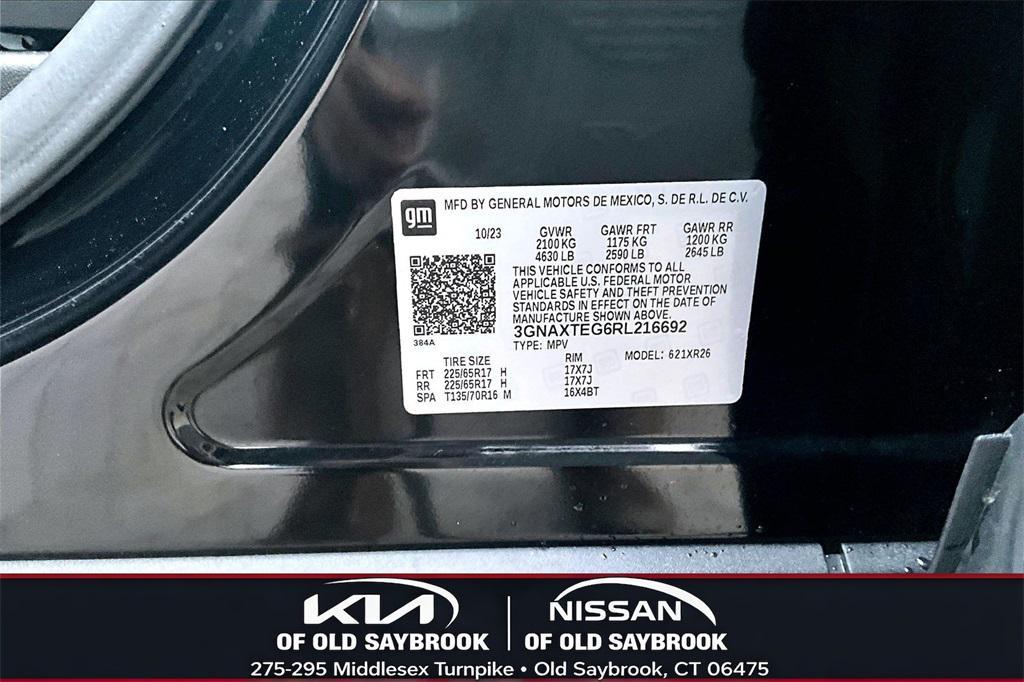 gm
MFD BY GENERAL MOTORS DE MEXICO, S. DE R.L. DE C.V.
10/23 GVWR GAWR FRT GAWR RR
2100 KG 1175 KG 1200 KG
4630 LB 2590 LB 2645 LB
THIS VEHICLE CONFORMS TO ALL
APPLICABLE U.S. FEDERAL MOTOR
VEHICLE SAFETY AND THEFT PREVENTION
STANDARDS IN EFFECT ON THE DATE OF
MANUFACTURE SHOWN ABOVE.
384A
3GNAXTEG6RL216692
TYPE: MPV MODEL: 621XR26
TIRE SIZE RIM
FRT 225/65R17 H 17X7J
RR 225/65R17 H 17X7J
SPA T135/70R16 M 16X4BT
KIA
OF OLD SAYBROOK
NISSAN
OF OLD SAYBROOK
275-295 Middlesex Turnpike • Old Saybrook, CT 06475